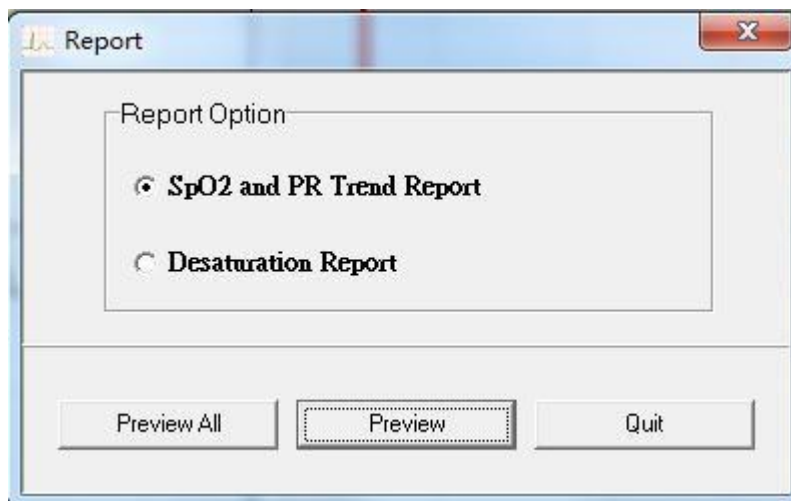 Report
Report Option
SpO2 and PR Trend Report
Desaturation Report
Preview All
Preview
Quit